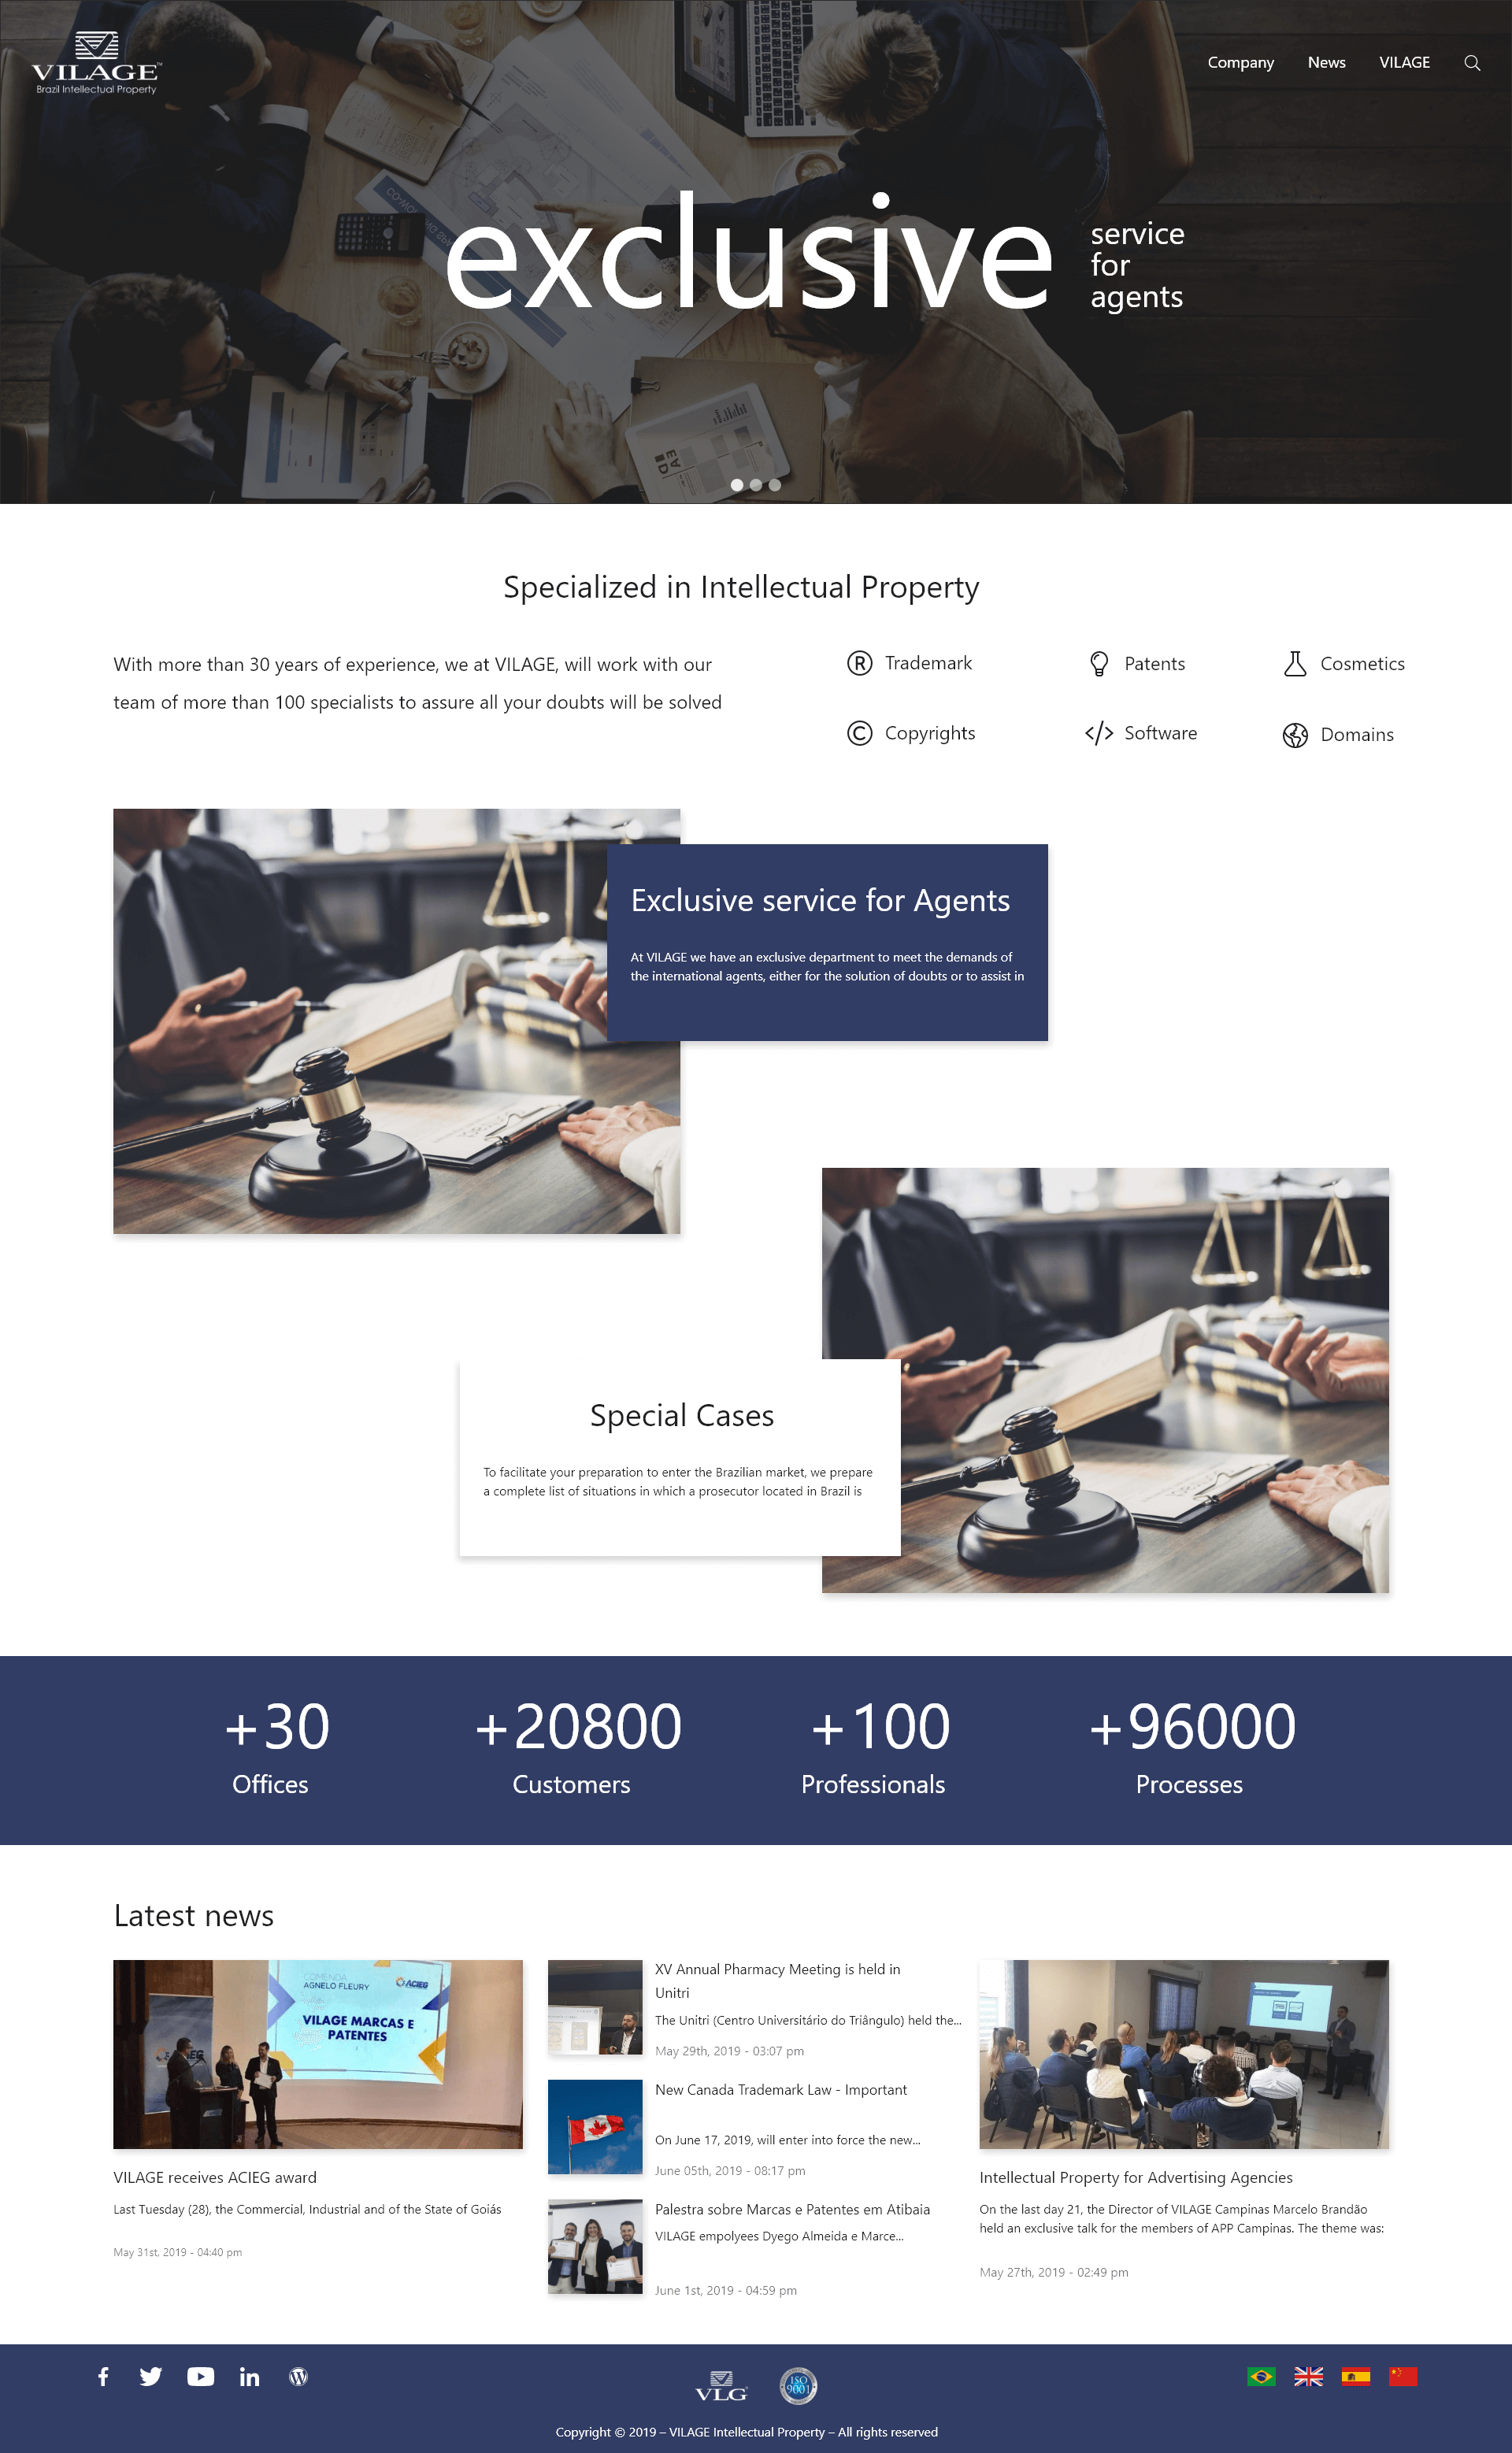 VILAGE™
Brazil Intellectual Property
Company
News
VILAGE
exclusive
service
for
agents
Specialized in Intellectual Property
With more than 30 years of experience, we at VILAGE, will work with our
team of more than 100 specialists to assure all your doubts will be solved
Trademark
Patents
Cosmetics
Copyrights
Software
Domains
Exclusive service for Agents
At VILAGE we have an exclusive department to meet the demands of
the international agents, either for the solution of doubts or to assist in
Special Cases
To facilitate your preparation to enter the Brazilian market, we prepare
a complete list of situations in which a prosecutor located in Brazil is
+30
Offices
+20800
Customers
+100
Professionals
+96000
Processes
Latest news
COMENDA
AGNELO FLEURY
ACIEG
VILAGE MARCAS E
PATENTES
ACIEG
VILAGE receives ACIEG award
Last Tuesday (28), the Commercial, Industrial and of the State of Goiás
May 31st, 2019 - 04:40 pm
XV Annual Pharmacy Meeting is held in
Unitri
The Unitri (Centro Universitário do Triângulo) held the...
May 29th, 2019 - 03:07 pm
New Canada Trademark Law - Important
On June 17, 2019, will enter into force the new...
June 05th, 2019 - 08:17 pm
Palestra sobre Marcas e Patentes em Atibaia
VILAGE empolyees Dyego Almeida e Marce...
June 1st, 2019 - 04:59 pm
Intellectual Property for Advertising Agencies
On the last day 21, the Director of VILAGE Campinas Marcelo Brandão
held an exclusive talk for the members of APP Campinas. The theme was:
May 27th, 2019 - 02:49 pm
VLG
ISO
9001
Copyright © 2019 – VILAGE Intellectual Property – All rights reserved